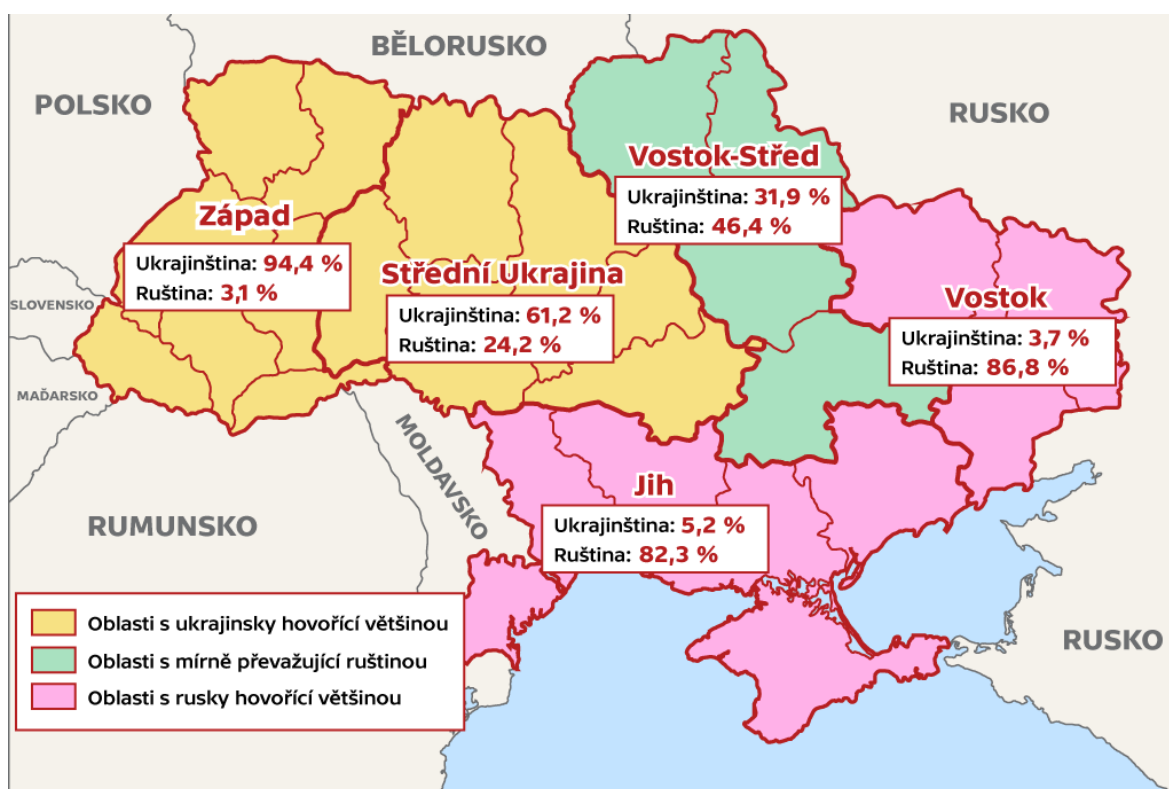 BĚLORUSKO
POLSKO
RUSKO
Vostok-Střed
Ukrajinština: 31,9 %
Ruština: 46,4 %
Západ
Ukrajinština: 94,4 %
Ruština: 3,1 %
Střední Ukrajina
Ukrajinština: 61,2 %
Ruština: 24,2 %
SLOVENSKO
Vostok
Ukrajinština: 3,7 %
Ruština: 86,8 %
MAĎARSKO
MOLDAVSKO
Jih
Ukrajinština: 5,2 %
Ruština: 82,3 %
RUMUNSKO
Oblasti s ukrajinsky hovořící většinou
Oblasti s mírně převažující ruštinou
Oblasti s rusky hovořící většinou
RUSKO